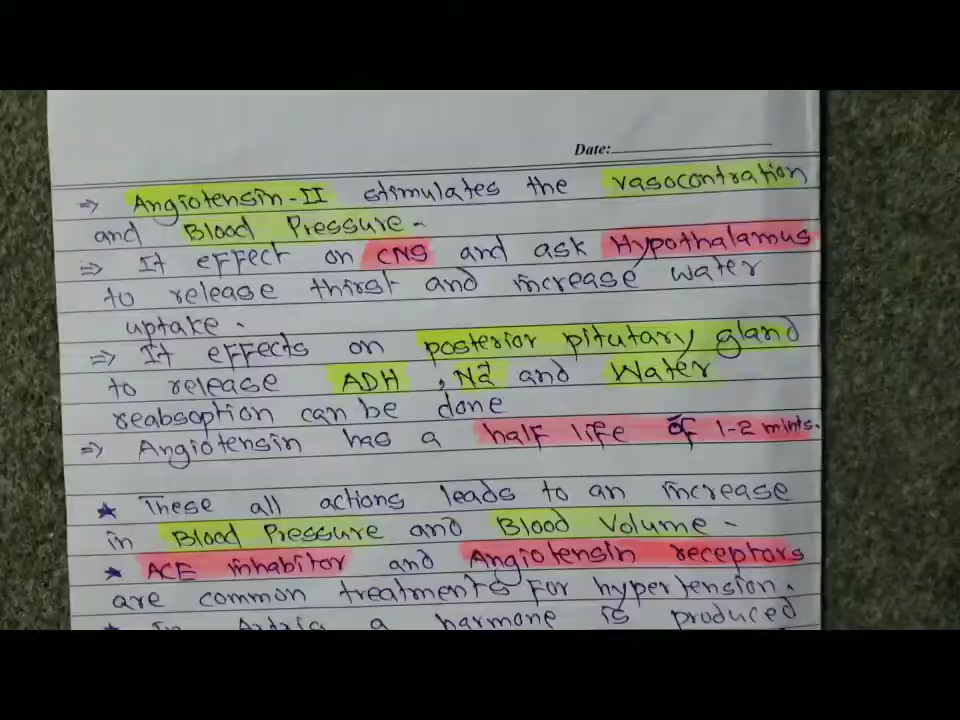 Date:
⇒ Angiotensin-II stimulates the vasocontration
and Blood Pressure.
⇒ It effect on CNS and ask Hypothalamus
to release thirst and increase water
uptake.
⇒ It effects on posterior pitutary gland
to release ADH, Na and Water
reabsoption can be done
⇒ Angiotensin has a half life of 1-2 mints.
★ These all actions leads to an increase
in Blood Pressure and Blood Volume -
★ ACE inhabitor and Angiotensin receptors
are common treatments for hypertension.
a harmone is produced